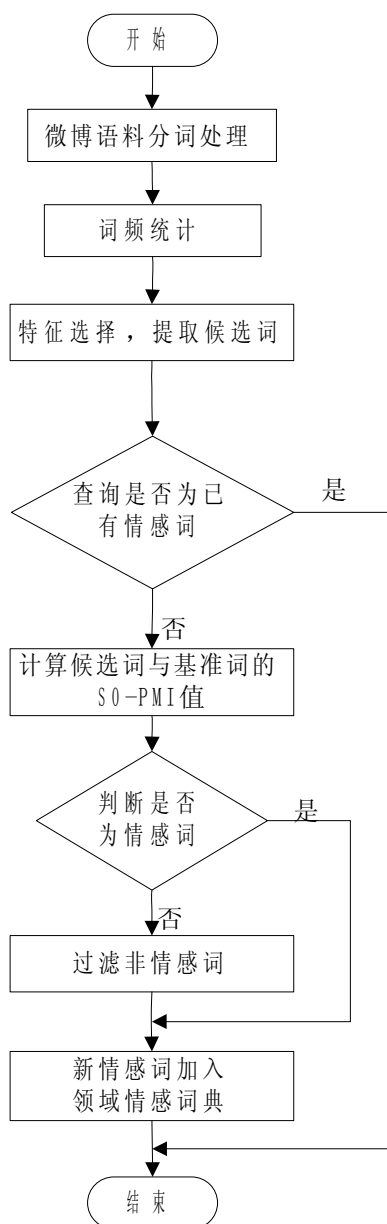 开始
微博语料分词处理
词频统计
特征选择，提取候选词
查询是否为已
有情感词
是
否
计算候选词与基准词的
SO-PMI值
判断是否
为情感词
是
否
过滤非情感词
新情感词加入
领域情感词典
结束